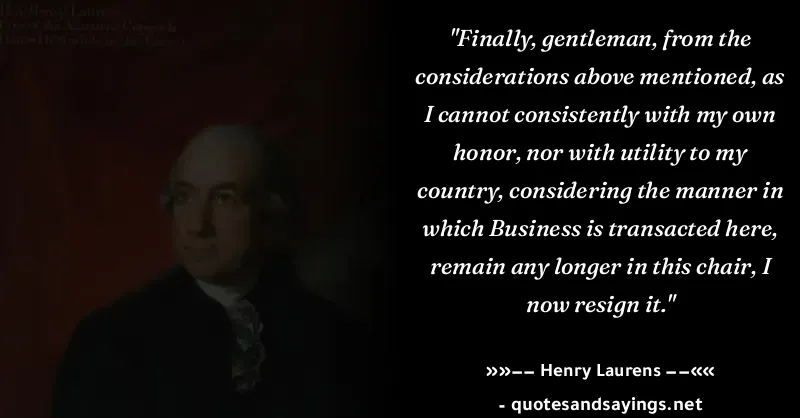 "Finally, gentleman, from the
considerations above mentioned, as
I cannot consistently with my own
honor, nor with utility to my
country, considering the manner in
which Business is transacted here,
remain any longer in this chair, I
now resign it."
»»−− Henry Laurens −−««
- quotesandsayings.net